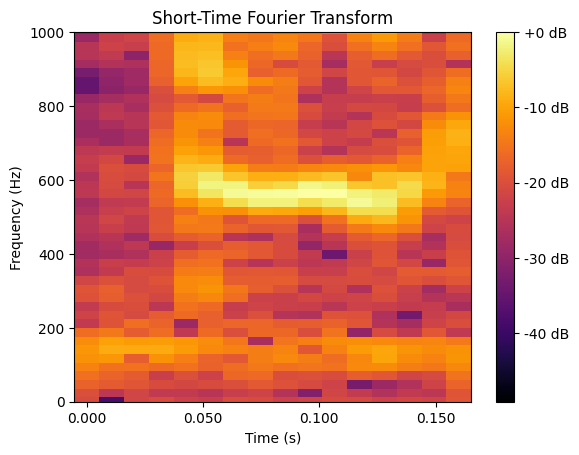 Short-Time Fourier Transform
1000
800
600
400
200
0
Frequency (Hz)
0.000
0.050
0.100
0.150
Time (s)
+0 dB
-10 dB
-20 dB
-30 dB
-40 dB